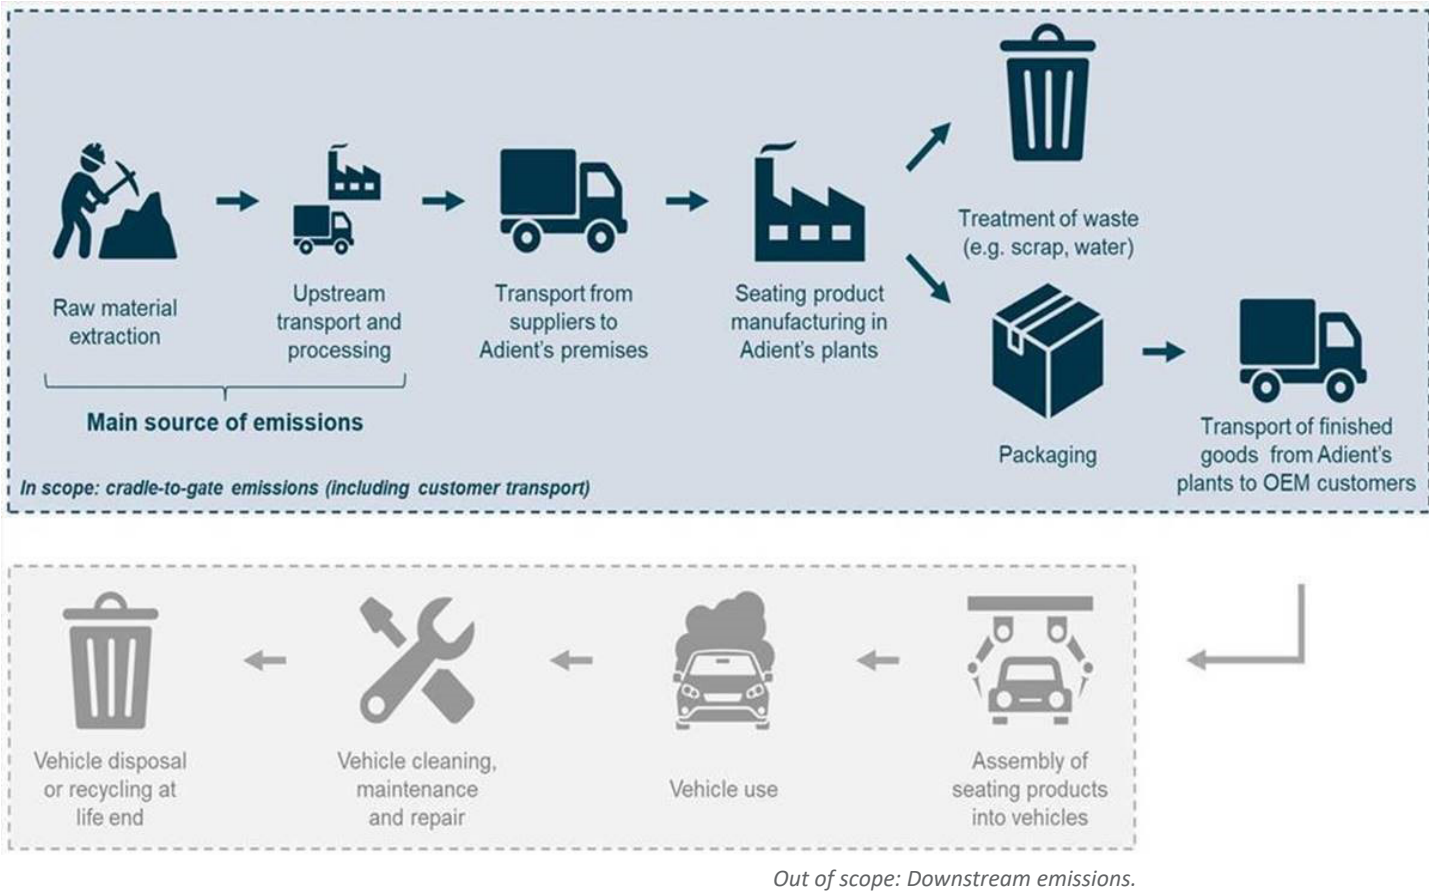 Raw material
extraction
Upstream
transport and
processing
Main source of emissions
Transport from
suppliers to
Adient's premises
Seating product
manufacturing in
Adient's plants
Treatment of waste
(e.g. scrap, water)
Packaging
Transport of finished
goods from Adient's
plants to OEM customers
In scope: cradle-to-gate emissions (including customer transport)
Assembly of
seating products
into vehicles
Vehicle use
Vehicle cleaning,
maintenance
and repair
Vehicle disposal
or recycling at
life end
Out of scope: Downstream emissions.